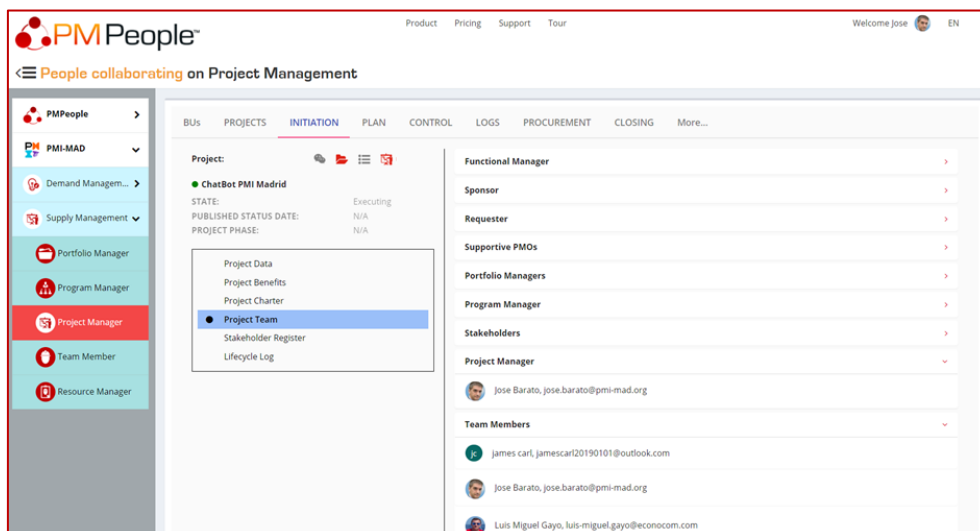 PMPeople™
Product Pricing Support Tour
Welcome Jose EN
People collaborating on Project Management
PMPeople
PMI-MAD
Demand Managem...
Supply Management
Portfolio Manager
Program Manager
Project Manager
Team Member
Resource Manager
BUs PROJECTS INITIATION PLAN CONTROL LOGS PROCUREMENT CLOSING More...
Project:
ChatBot PMI Madrid
STATE: Executing
PUBLISHED STATUS DATE: N/A
PROJECT PHASE: N/A
Project Data
Project Benefits
Project Charter
Project Team
Stakeholder Register
Lifecycle Log
Functional Manager
Sponsor
Requester
Supportive PMOs
Portfolio Managers
Program Manager
Stakeholders
Project Manager
Jose Barato, jose.barato@pmi-mad.org
Team Members
jc james carl, jamescarl20190101@outlook.com
Jose Barato, jose.barato@pmi-mad.org
Luis Miguel Gayo, luis-miguel.gayo@econocom.com